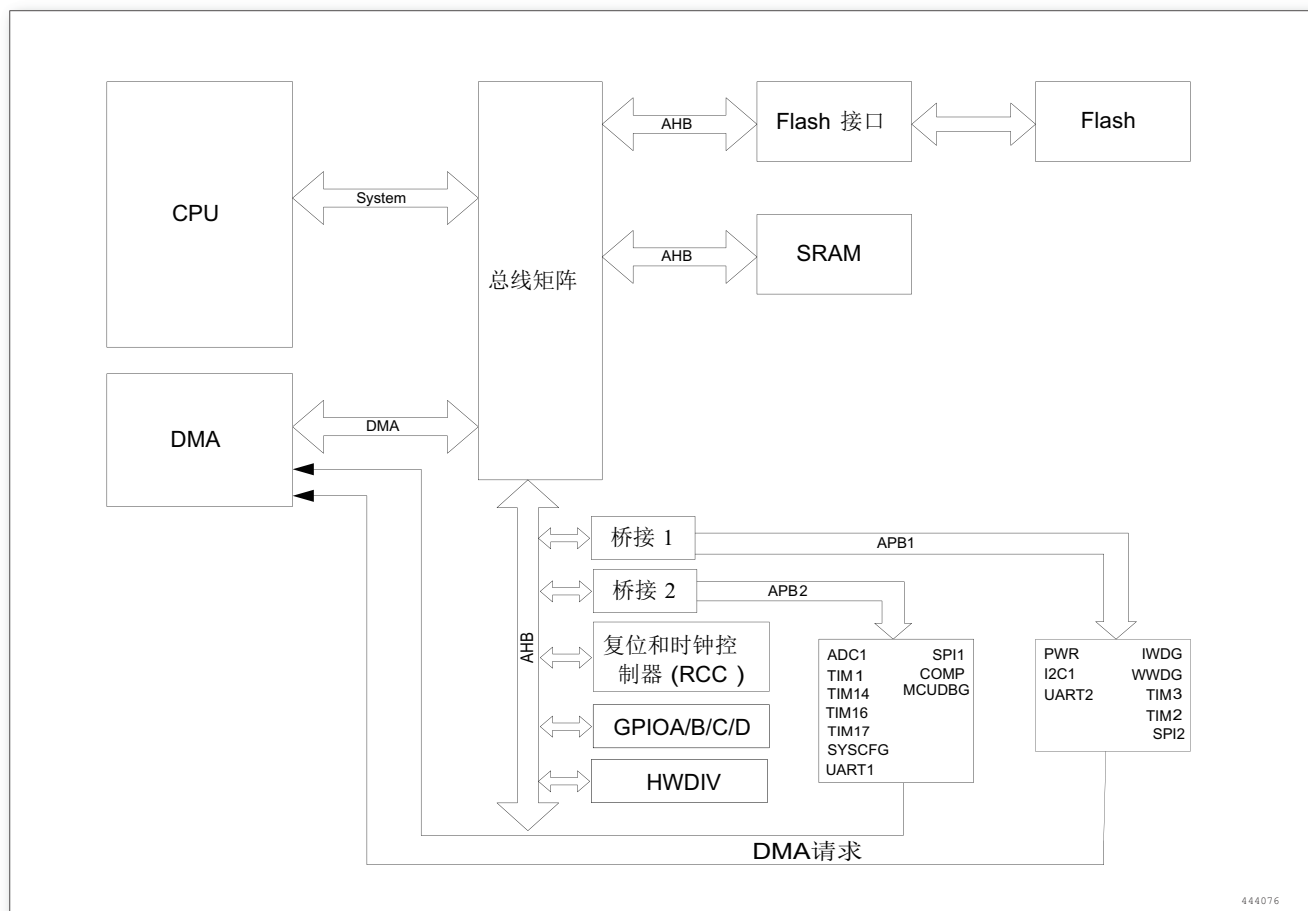 CPU
System
总线矩阵
AHB
Flash 接口
Flash
AHB
SRAM
DMA
DMA
AHB
桥接 1
APB1
桥接 2
APB2
复位和时钟控
制器 (RCC )
GPIOA/B/C/D
HWDIV
ADC1
TIM1
TIM14
TIM16
TIM17
SYSCFG
UART1
SPI1
COMP
MCUDBG
PWR
I2C1
UART2
IWDG
WWDG
TIM3
TIM2
SPI2
DMA请求
444076